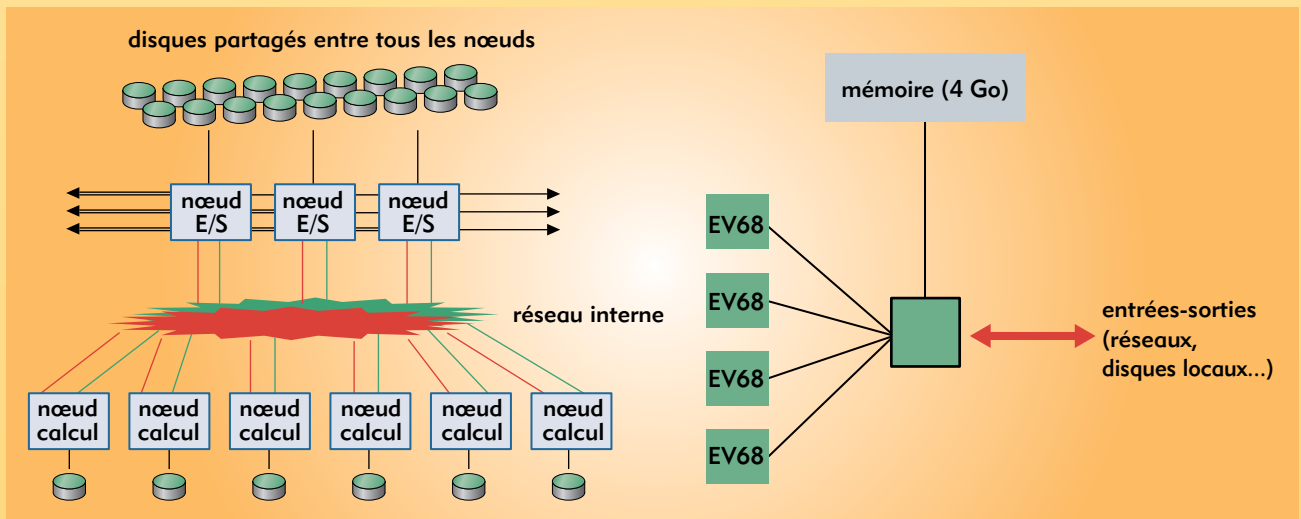 disques partagés entre tous les nœuds
nœud
E/S
nœud
E/S
nœud
E/S
réseau interne
nœud
calcul
nœud
calcul
nœud
calcul
nœud
calcul
nœud
calcul
nœud
calcul
mémoire (4 Go)
EV68
EV68
EV68
EV68
entrées-sorties
(réseaux,
disques locaux...)